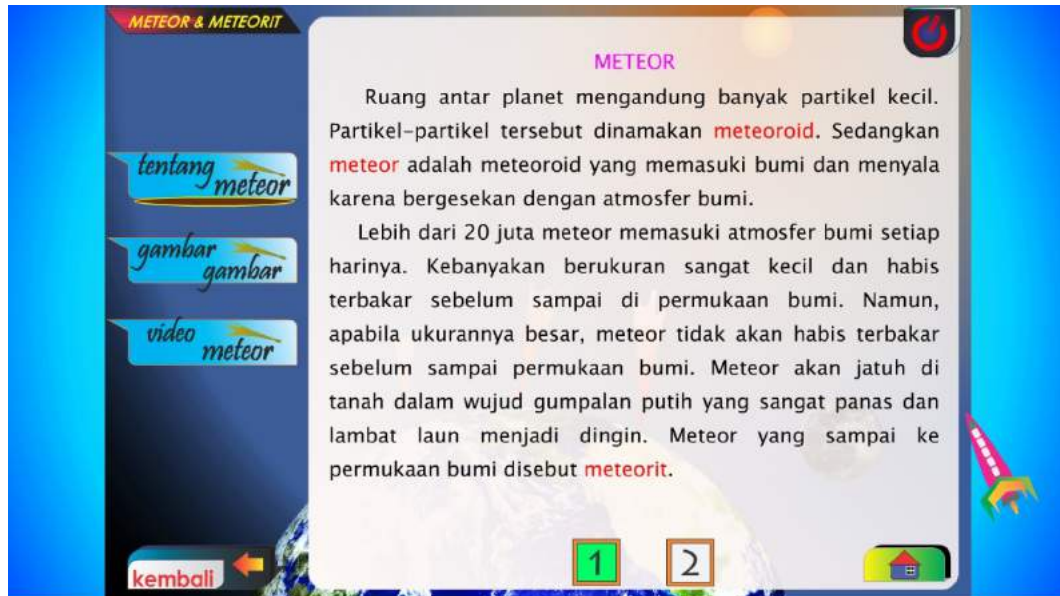 METEOR & METEORIT
tentang
meteor
gambar
gambar
video
meteor
kembali
METEOR
Ruang antar planet mengandung banyak partikel kecil.
Partikel-partikel tersebut dinamakan meteoroid. Sedangkan
meteor adalah meteoroid yang memasuki bumi dan menyala
karena bergesekan dengan atmosfer bumi.
Lebih dari 20 juta meteor memasuki atmosfer bumi setiap
harinya. Kebanyakan berukuran sangat kecil dan habis
terbakar sebelum sampai di permukaan bumi. Namun,
apabila ukurannya besar, meteor tidak akan habis terbakar
sebelum sampai permukaan bumi. Meteor akan jatuh di
tanah dalam wujud gumpalan putih yang sangat panas dan
lambat laun menjadi dingin. Meteor yang sampai ke
permukaan bumi disebut meteorit.
1 2